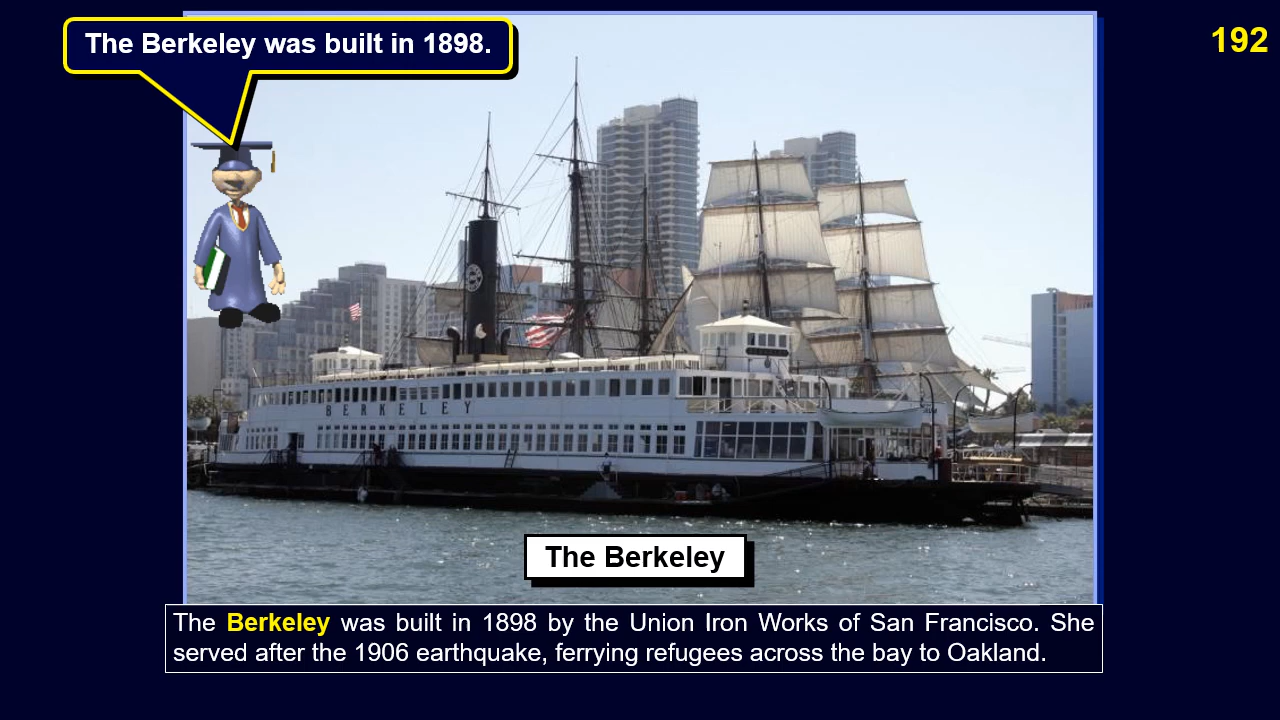 The Berkeley was built in 1898.
192
BERKELEY
The Berkeley
The Berkeley was built in 1898 by the Union Iron Works of San Francisco. She
served after the 1906 earthquake, ferrying refugees across the bay to Oakland.